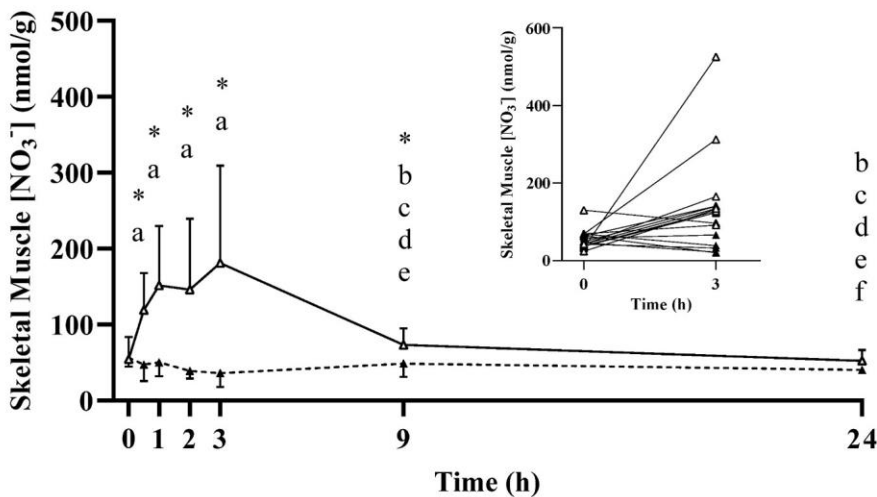 Skeletal Muscle [NO₃⁻] (nmol/g)
500
400
300
200
100
0
*
a
*
a
*
a
*
a
*
b
c
d
e
b
c
d
e
f
0
1
2
3
9
24
Time (h)
Skeletal Muscle [NO₃⁻] (nmol/g)
600
400
200
0
0
3
Time (h)